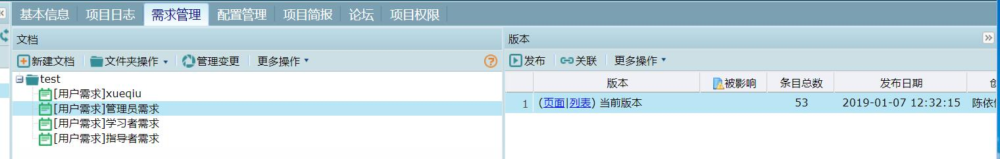 基本信息 项目日志 需求管理 配置管理 项目简报 论坛 项目权限
文档
新建文档 文件夹操作 管理变更 更多操作
test
[用户需求]xueqiu
[用户需求]管理员需求
[用户需求]学习者需求
[用户需求]指导者需求
版本
发布 关联 更多操作
版本 被影响 条目总数 发布日期
1 (页面|列表) 当前版本 53 2019-01-07 12:32:15 陈依